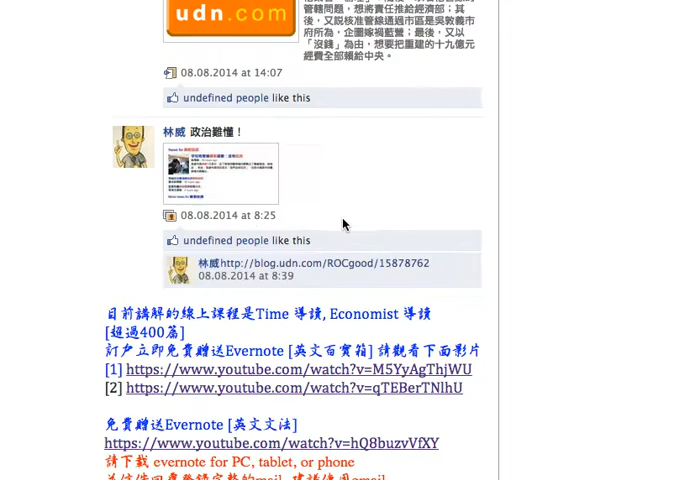 管轄問題，想將責任推給經濟部；其
後，又說核准管線通過市區是吳敦義市
府所為，企圖嫁禍藍營；最後，又以
「沒錢」為由，想要把重建的十九億元
經費全部賴給中央。
udn.com
08.08.2014 at 14:07
undefined people like this
林威 政治難懂！
08.08.2014 at 8:25
undefined people like this
林威http://blog.udn.com/ROCgood/15878762
08.08.2014 at 8:39
目前講解的線上課程是Time 導讀, Economist 導讀
[超過400篇]
訂戶立即免費贈送Evernote [英文百寶箱] 請觀看下面影片
[1] https://www.youtube.com/watch?v=M5YyAgThjWU
[2] https://www.youtube.com/watch?v=qTEBerTNlhU
免費贈送Evernote [英文文法]
https://www.youtube.com/watch?v=hQ8buzvVfXY
請下載 evernote for PC, tablet, or phone